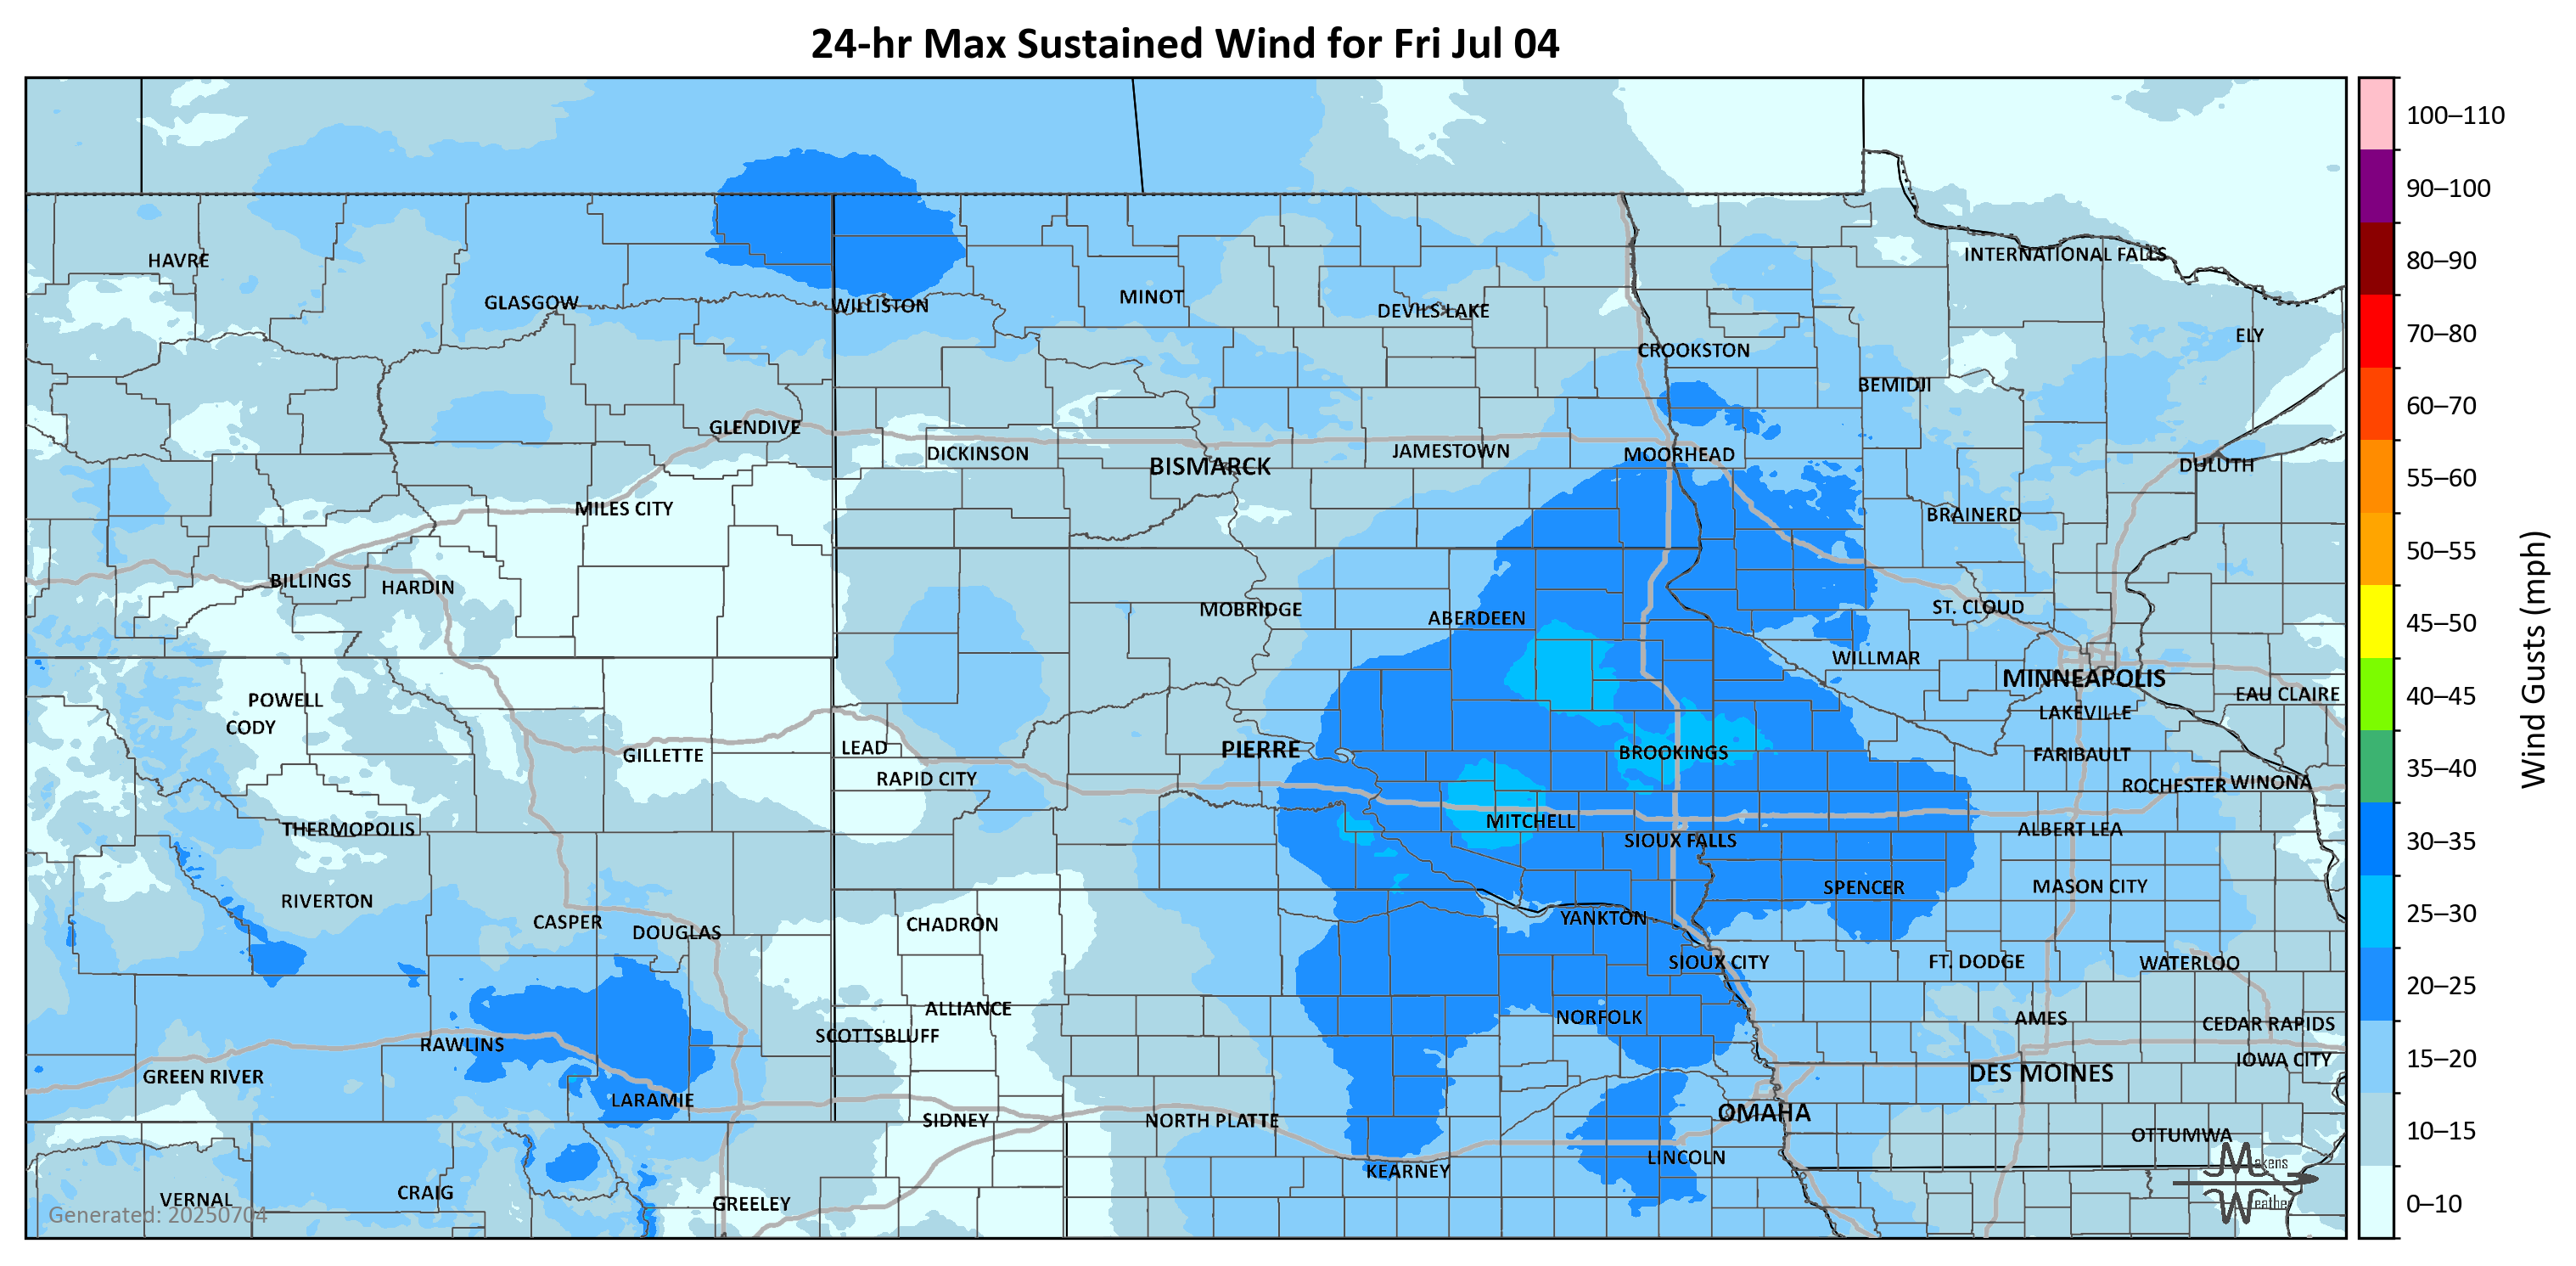 24-hr Max Sustained Wind for Fri Jul 04
100–110
90–100
80–90
70–80
60–70
55–60
50–55
45–50
40–45
35–40
30–35
25–30
20–25
15–20
10–15
0–10
Wind Gusts (mph)
HAVRE
INTERNATIONAL FALLS
GLASGOW
WILLISTON
MINOT
DEVILS LAKE
ELY
CROOKSTON
BEMIDJI
GLENDIVE
DICKINSON
BISMARCK
JAMESTOWN
MOORHEAD
DULUTH
MILES CITY
BRAINERD
BILLINGS
HARDIN
MOBRIDGE
ABERDEEN
ST. CLOUD
WILLMAR
MINNEAPOLIS
EAU CLAIRE
POWELL
CODY
LAKEVILLE
GILLETTE
LEAD
PIERRE
BROOKINGS
FARIBAULT
RAPID CITY
ROCHESTER
WINONA
THERMOPOLIS
MITCHELL
SIOUX FALLS
ALBERT LEA
RIVERTON
SPENCER
MASON CITY
CASPER
DOUGLAS
CHADRON
YANKTON
SIOUX CITY
FT. DODGE
WATERLOO
ALLIANCE
SCOTTSBLUFF
NORFOLK
AMES
CEDAR RAPIDS
RAWLINS
IOWA CITY
GREEN RIVER
DES MOINES
LARAMIE
SIDNEY
NORTH PLATTE
OMAHA
OTTUMWA
LINCOLN
KEARNEY
VERNAL
CRAIG
GREELEY
Generated: 20250704
Makens
Weather